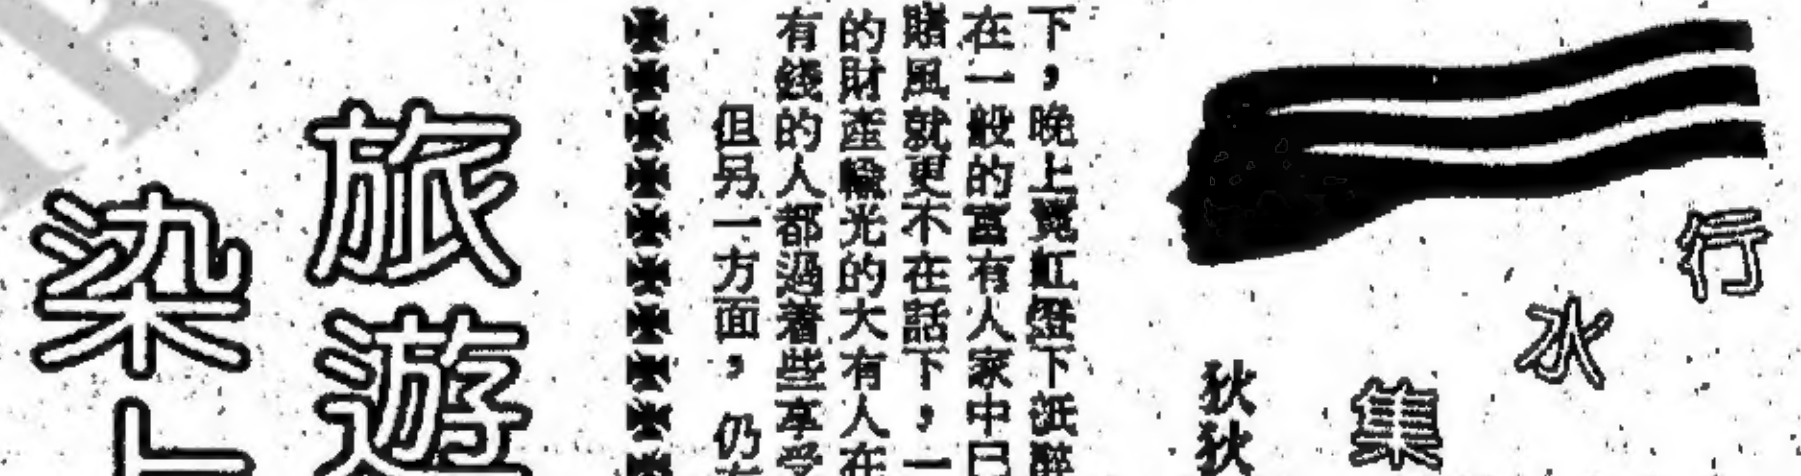 行水集
狄狄
下，晚上霓虹燈下
在一般的富有人家中已
賭風就更不在話下，一
的財產輸光的大有人在
有錢的人都過着些享受
但另一方面，仍
旅遊
染上